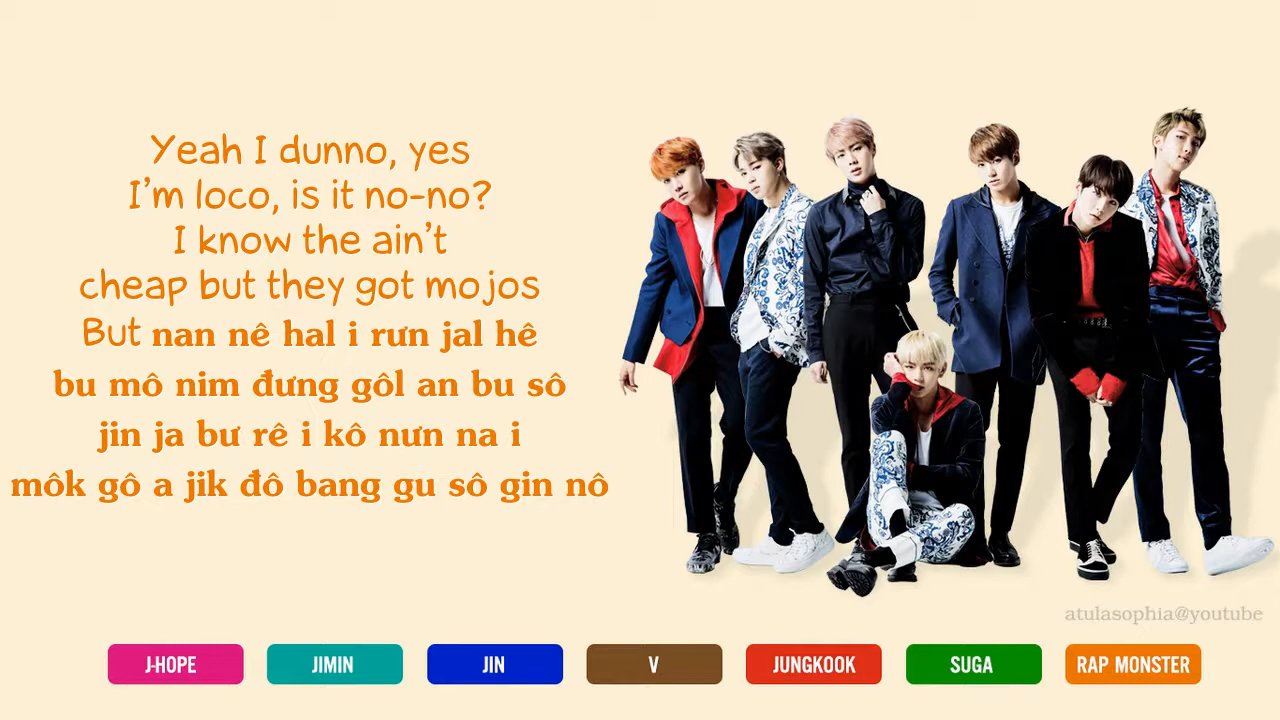 Yeah I dunno, yes
I'm loco, is it no-no?
I know the ain't
cheap but they got mojos
But nan nê hal i rưn jal hê
bu mô nim đưng gôl an bu sô
jin ja bư rê i kô nưn na i
môk gô a jik đô bang gu sô gin nô
atulasophia@youtube
J-HOPE
JIMIN
JIN
V
JUNGKOOK
SUGA
RAP MONSTER